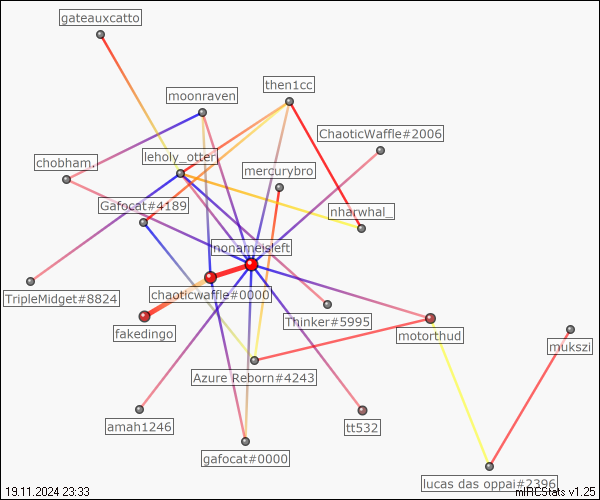 gateauxcatto
then1cc
moonraven
ChaoticWaffle#2006
chobham.
leholy_otter
mercurybro
Gafocat#4189
nharwhal_
nonameisleft
TripleMidget#8824
chaoticwaffle#0000
Thinker#5995
fakedingo
motorthud
mukszi
Azure Reborn#4243
amah1246
tt532
gafocat#0000
lucas das oppai#2396
19.11.2024 23:33
mIRCStats v1.25